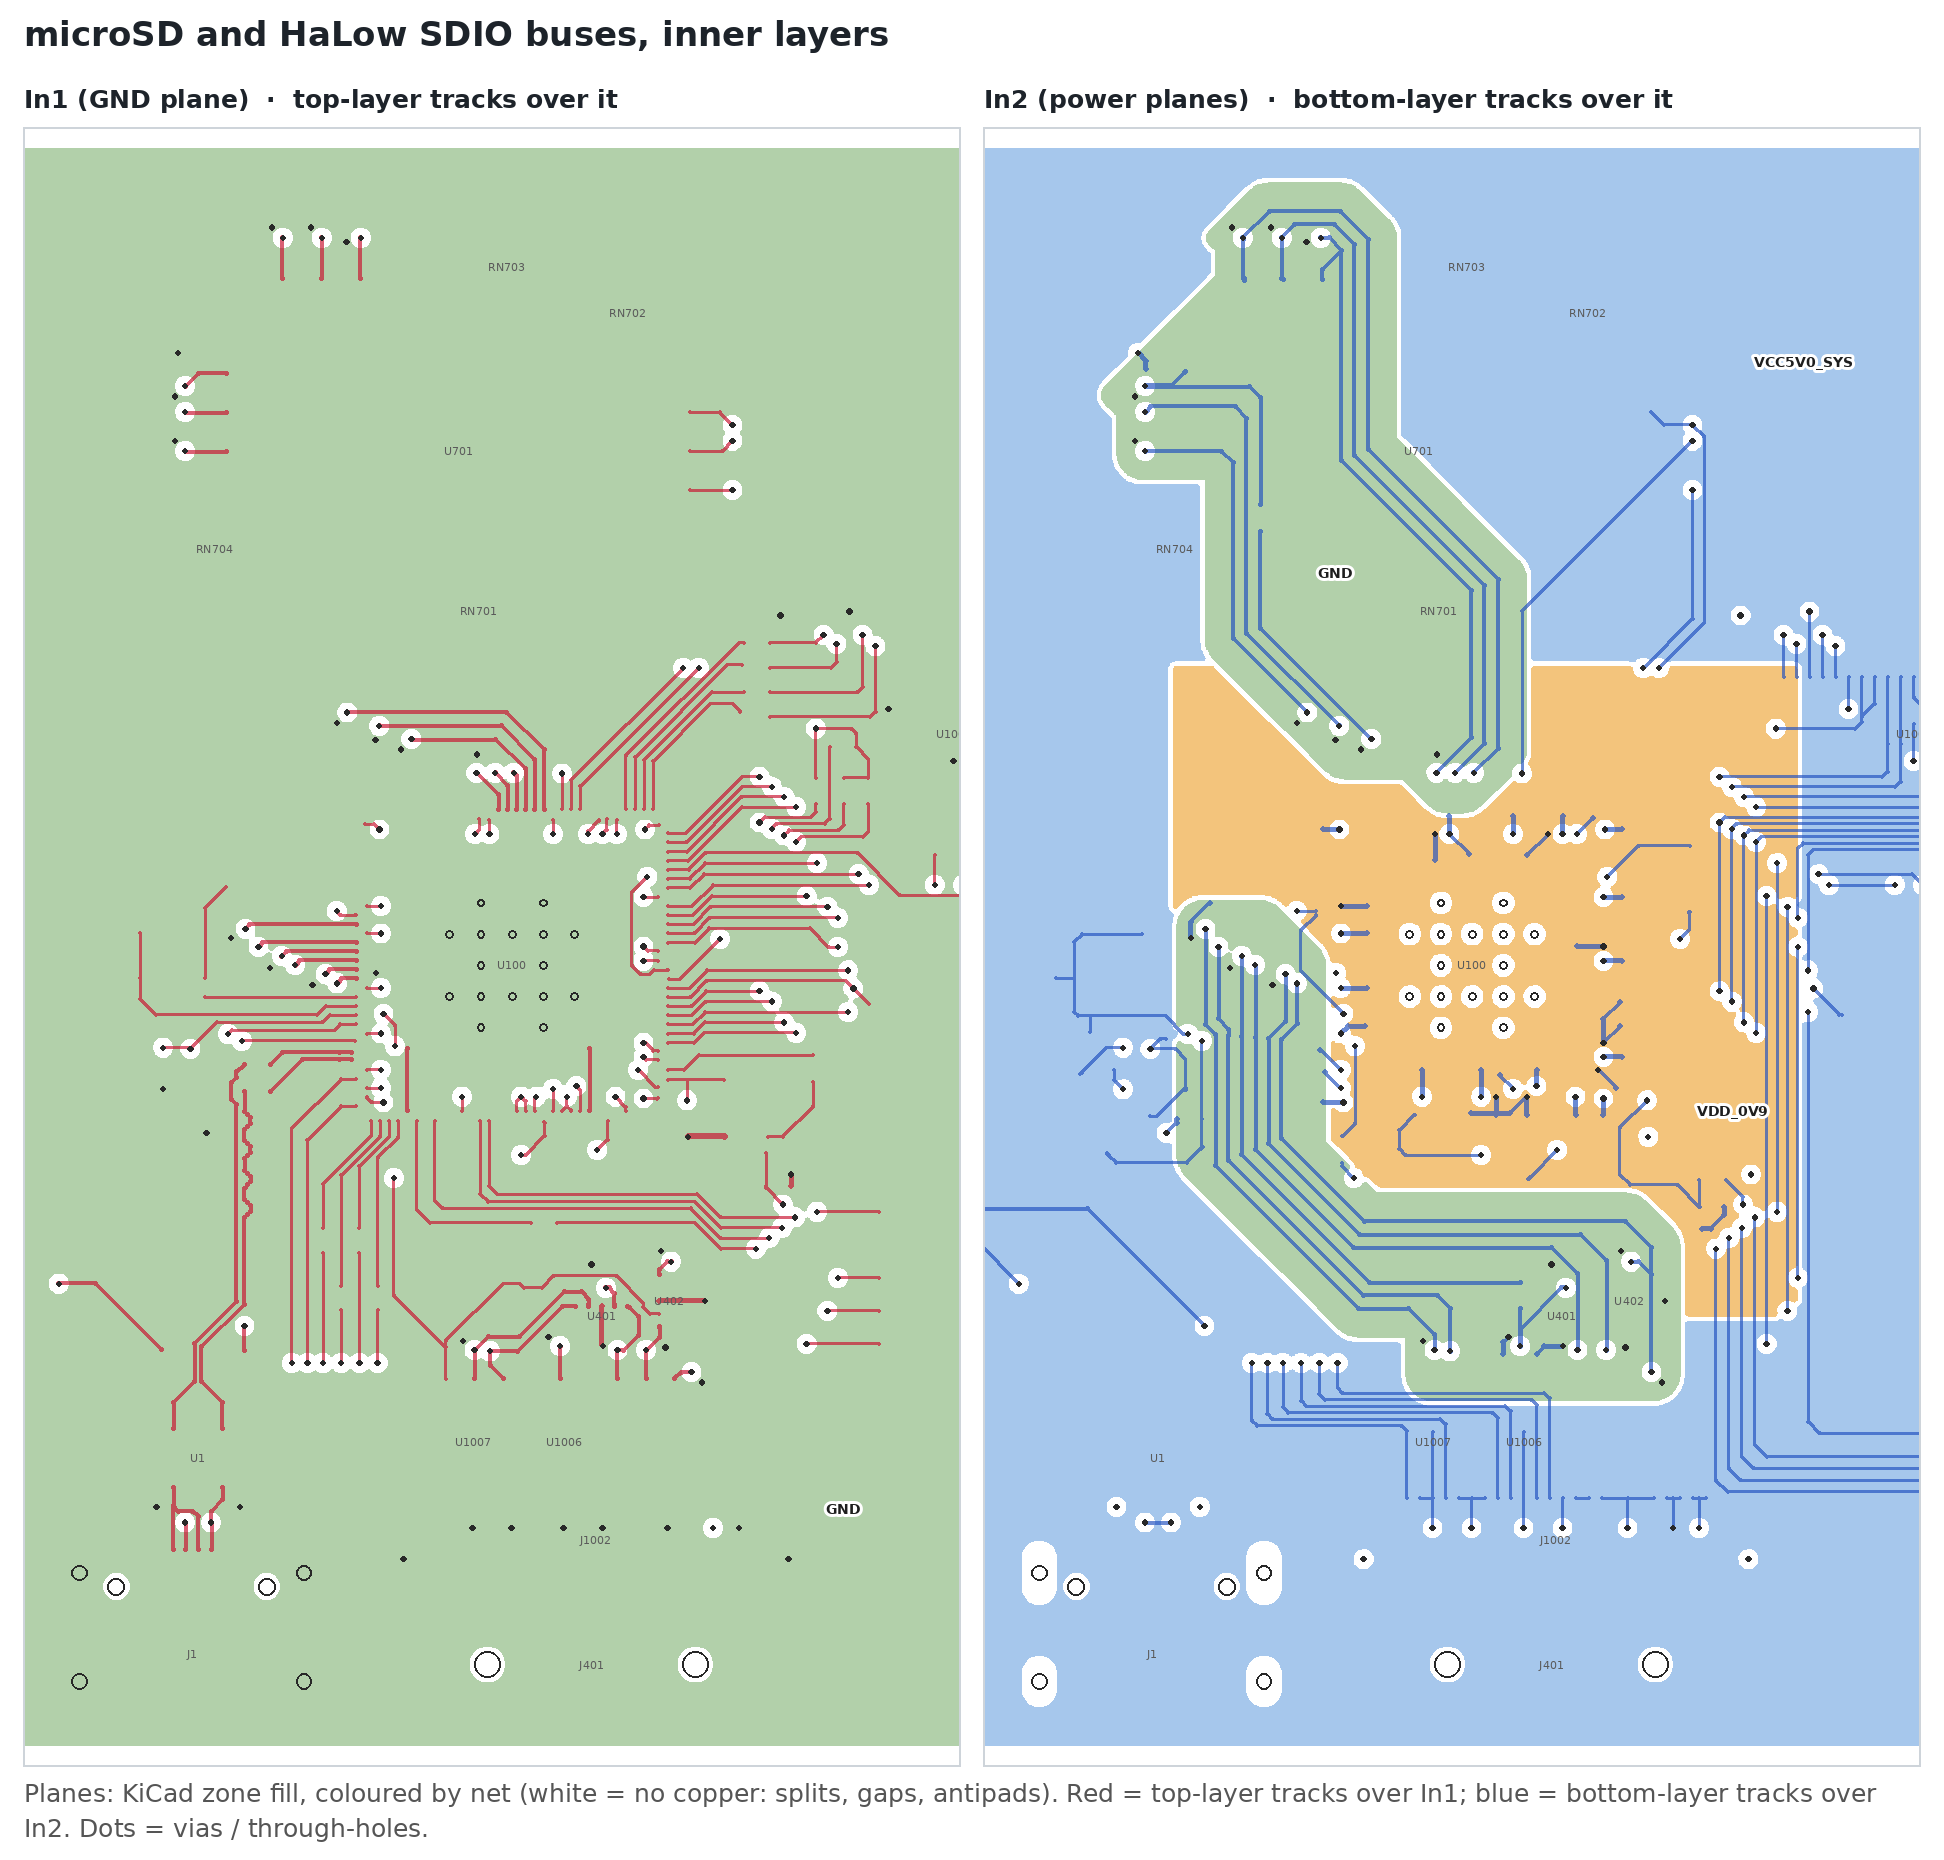 microSD and HaLow SDIO buses, inner layers
In1 (GND plane) · top-layer tracks over it
In2 (power planes) · bottom-layer tracks over it
RN703
RN702
U701
RN704
RN701
U10
U100
U402
U401
U1007
U1006
U1
GND
J1002
J1
J401
RN703
RN702
VCC5V0_SYS
U701
RN704
GND
RN701
U10
U100
VDD_0V9
U402
U401
U1007
U1006
U1
J1002
J1
J401
Planes: KiCad zone fill, coloured by net (white = no copper: splits, gaps, antipads). Red = top-layer tracks over In1; blue = bottom-layer tracks over
In2. Dots = vias / through-holes.